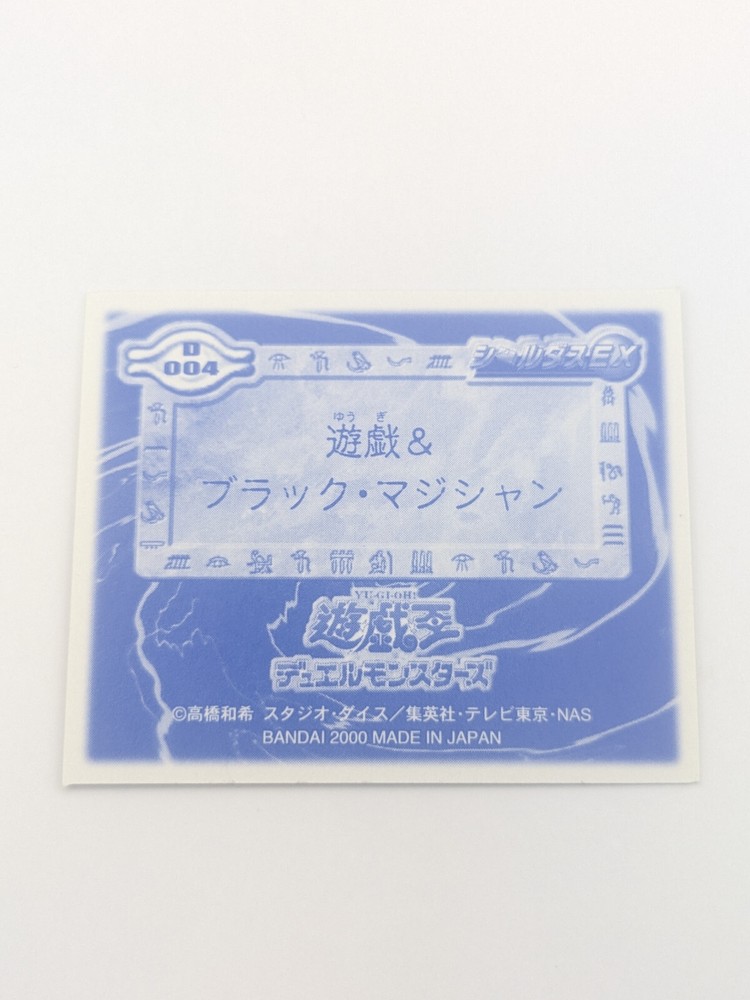 D
004
シールダスEX
ゆうぎ
遊戯&
ブラック・マジシャン
YU-GI-OH!
遊戯王
デュエルモンスターズ
©高橋和希 スタジオ・ダイス／集英社・テレビ東京・NAS
BANDAI 2000 MADE IN JAPAN